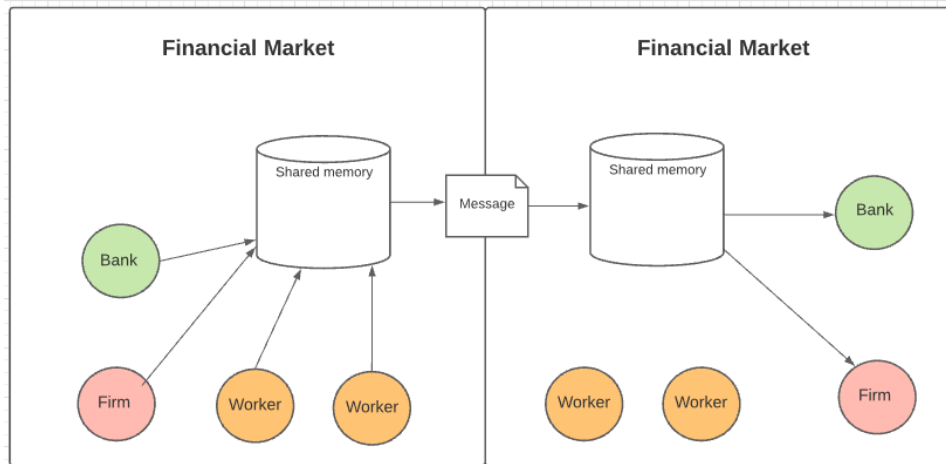 Financial Market
Financial Market
Shared memory
Shared memory
Message
Bank
Bank
Firm
Worker
Worker
Worker
Worker
Firm